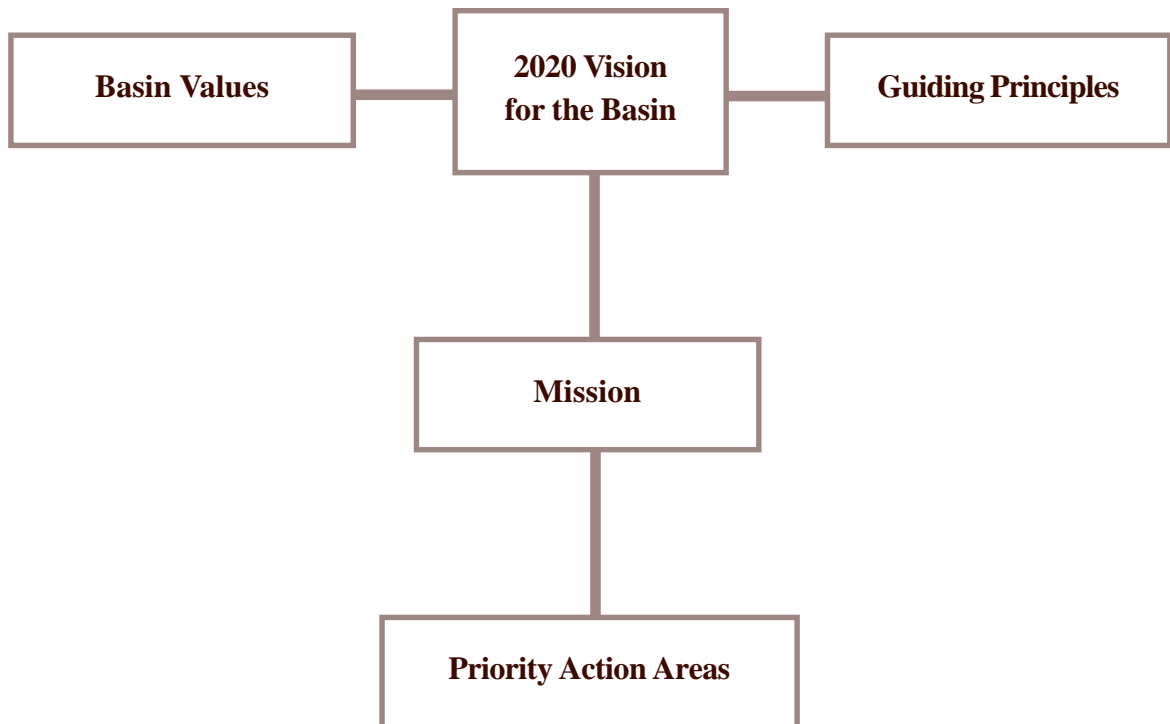 Basin Values
2020 Vision
for the Basin
Guiding Principles
Mission
Priority Action Areas